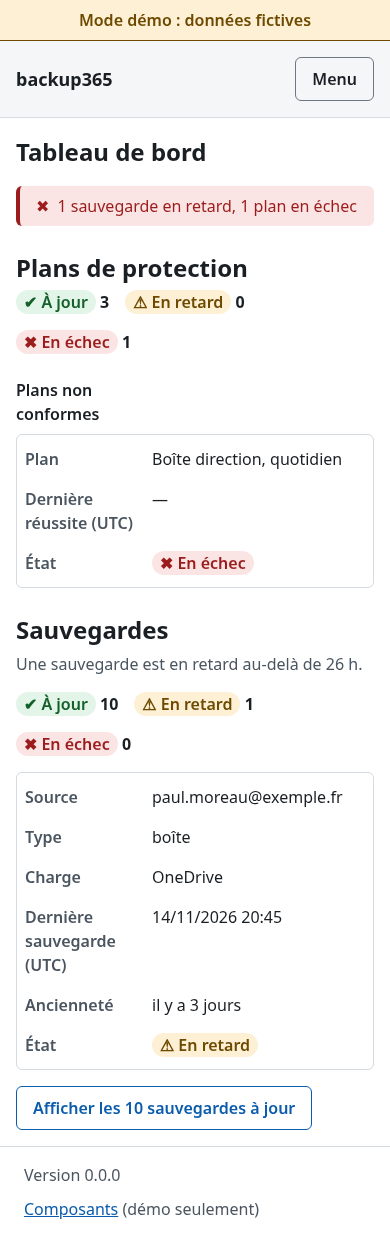 Mode démo : données fictives
backup365
Menu
Tableau de bord
✖ 1 sauvegarde en retard, 1 plan en échec
Plans de protection
✔ À jour 3 ⚠ En retard 0
✖ En échec 1
Plans non
conformes
Plan Boîte direction, quotidien
Dernière —
réussite (UTC)
État ✖ En échec
Sauvegardes
Une sauvegarde est en retard au-delà de 26 h.
✔ À jour 10 ⚠ En retard 1
✖ En échec 0
Source paul.moreau@exemple.fr
Type boîte
Charge OneDrive
Dernière 14/11/2026 20:45
sauvegarde
(UTC)
Ancienneté il y a 3 jours
État ⚠ En retard
Afficher les 10 sauvegardes à jour
Version 0.0.0
Composants (démo seulement)